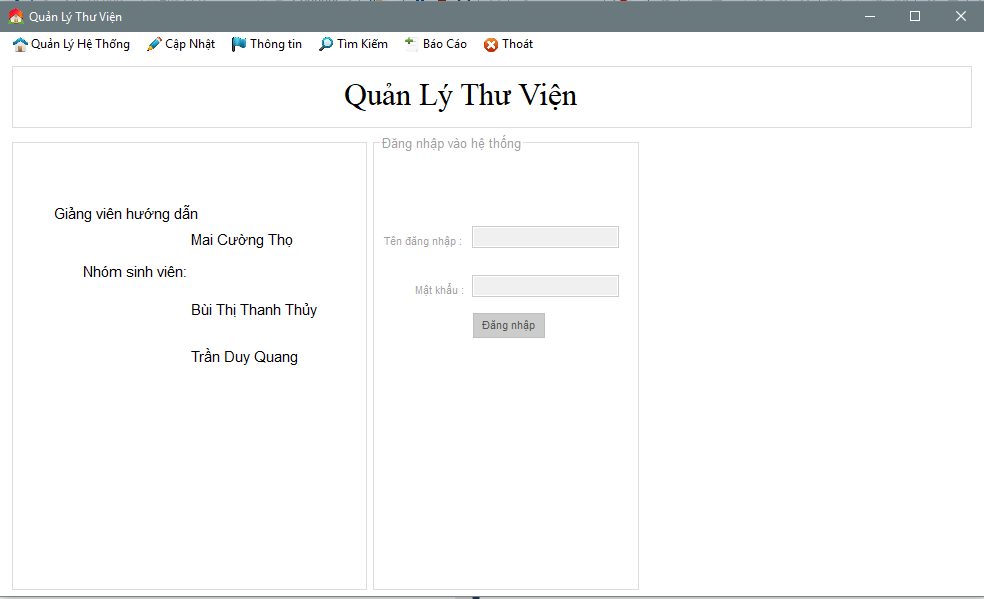 Quản Lý Thư Viện
Quản Lý Hệ Thống Cập Nhật Thông tin Tìm Kiếm Báo Cáo Thoát
Quản Lý Thư Viện
Giảng viên hướng dẫn
Mai Cường Thọ
Nhóm sinh viên:
Bùi Thị Thanh Thủy
Trần Duy Quang
Đăng nhập vào hệ thống
Tên đăng nhập :
Mật khẩu :
Đăng nhập